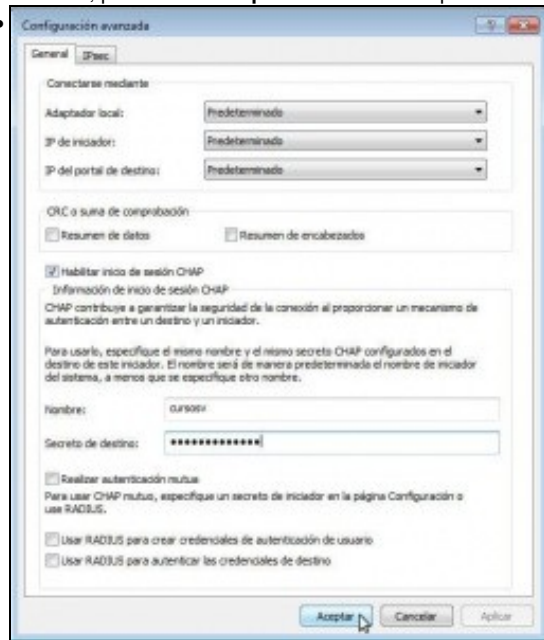 Configuración avanzada
General IPsec
Conectarse mediante
Adaptador local: Predeterminado
IP de iniciador: Predeterminado
IP del portal de destino: Predeterminado
CRC o suma de comprobación
Resumen de datos Resumen de encabezados
Habilitar inicio de sesión CHAP
Información de inicio de sesión CHAP
CHAP contribuye a garantizar la seguridad de la conexión al proporcionar un mecanismo de
autenticación entre un destino y un iniciador.
Para usarlo, especifique el mismo nombre y el mismo secreto CHAP configurados en el
destino de este iniciador. El nombre será de manera predeterminada el nombre de iniciador
del sistema, a menos que se especifique otro nombre.
Nombre: cursosv
Secreto de destino: •••••••••••••
Realizar autenticación mutua
Para usar CHAP mutuo, especifique un secreto de iniciador en la página Configuración o
use RADIUS.
Usar RADIUS para crear credenciales de autenticación de usuario
Usar RADIUS para autenticar las credenciales de destino
Aceptar Cancelar Aplicar